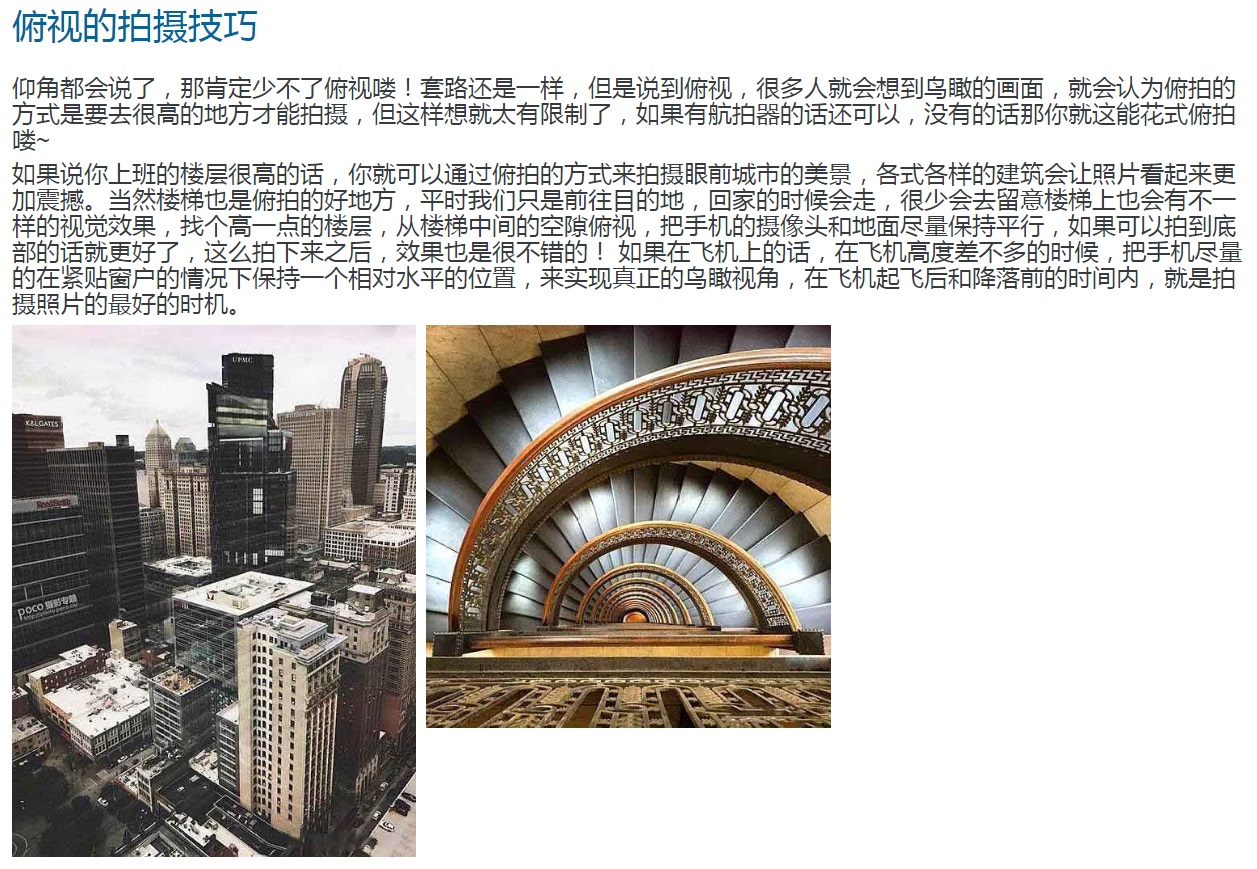 俯视的拍摄技巧
仰角都会说了，那肯定少不了俯视喽！套路还是一样，但是说到俯视，很多人就会想到鸟瞰的画面，就会认为俯拍的
方式是要去很高的地方才能拍摄，但这样想就太有限制了，如果有航拍器的话还可以，没有的话那你就这能花式俯拍
喽~
如果说你上班的楼层很高的话，你就可以通过俯拍的方式来拍摄眼前城市的美景，各式各样的建筑会让照片看起来更
加震撼。当然楼梯也是俯拍的好地方，平时我们只是前往目的地，回家的时候会走，很少会去留意楼梯上也会有不一
样的视觉效果，找个高一点的楼层，从楼梯中间的空隙俯视，把手机的摄像头和地面尽量保持平行，如果可以拍到底
部的话就更好了，这么拍下来之后，效果也是很不错的！ 如果在飞机上的话，在飞机高度差不多的时候，把手机尽量
的在紧贴窗户的情况下保持一个相对水平的位置，来实现真正的鸟瞰视角，在飞机起飞后和降落前的时间内，就是拍
摄照片的最好的时机。
UPMC
K&LGATES
poco 摄影专题